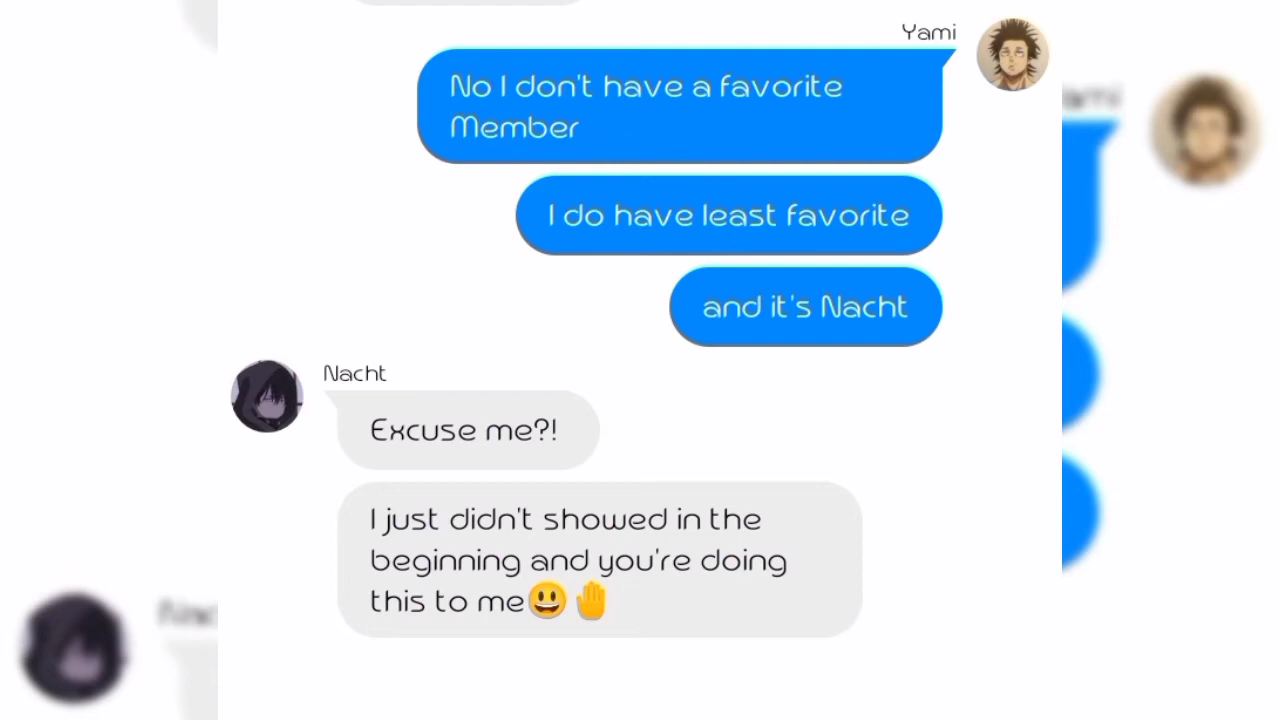 Yami
No I don't have a favorite
Member
I do have least favorite
and it's Nacht
Nacht
Excuse me?!
I just didn't showed in the
beginning and you're doing
this to me😃🤚